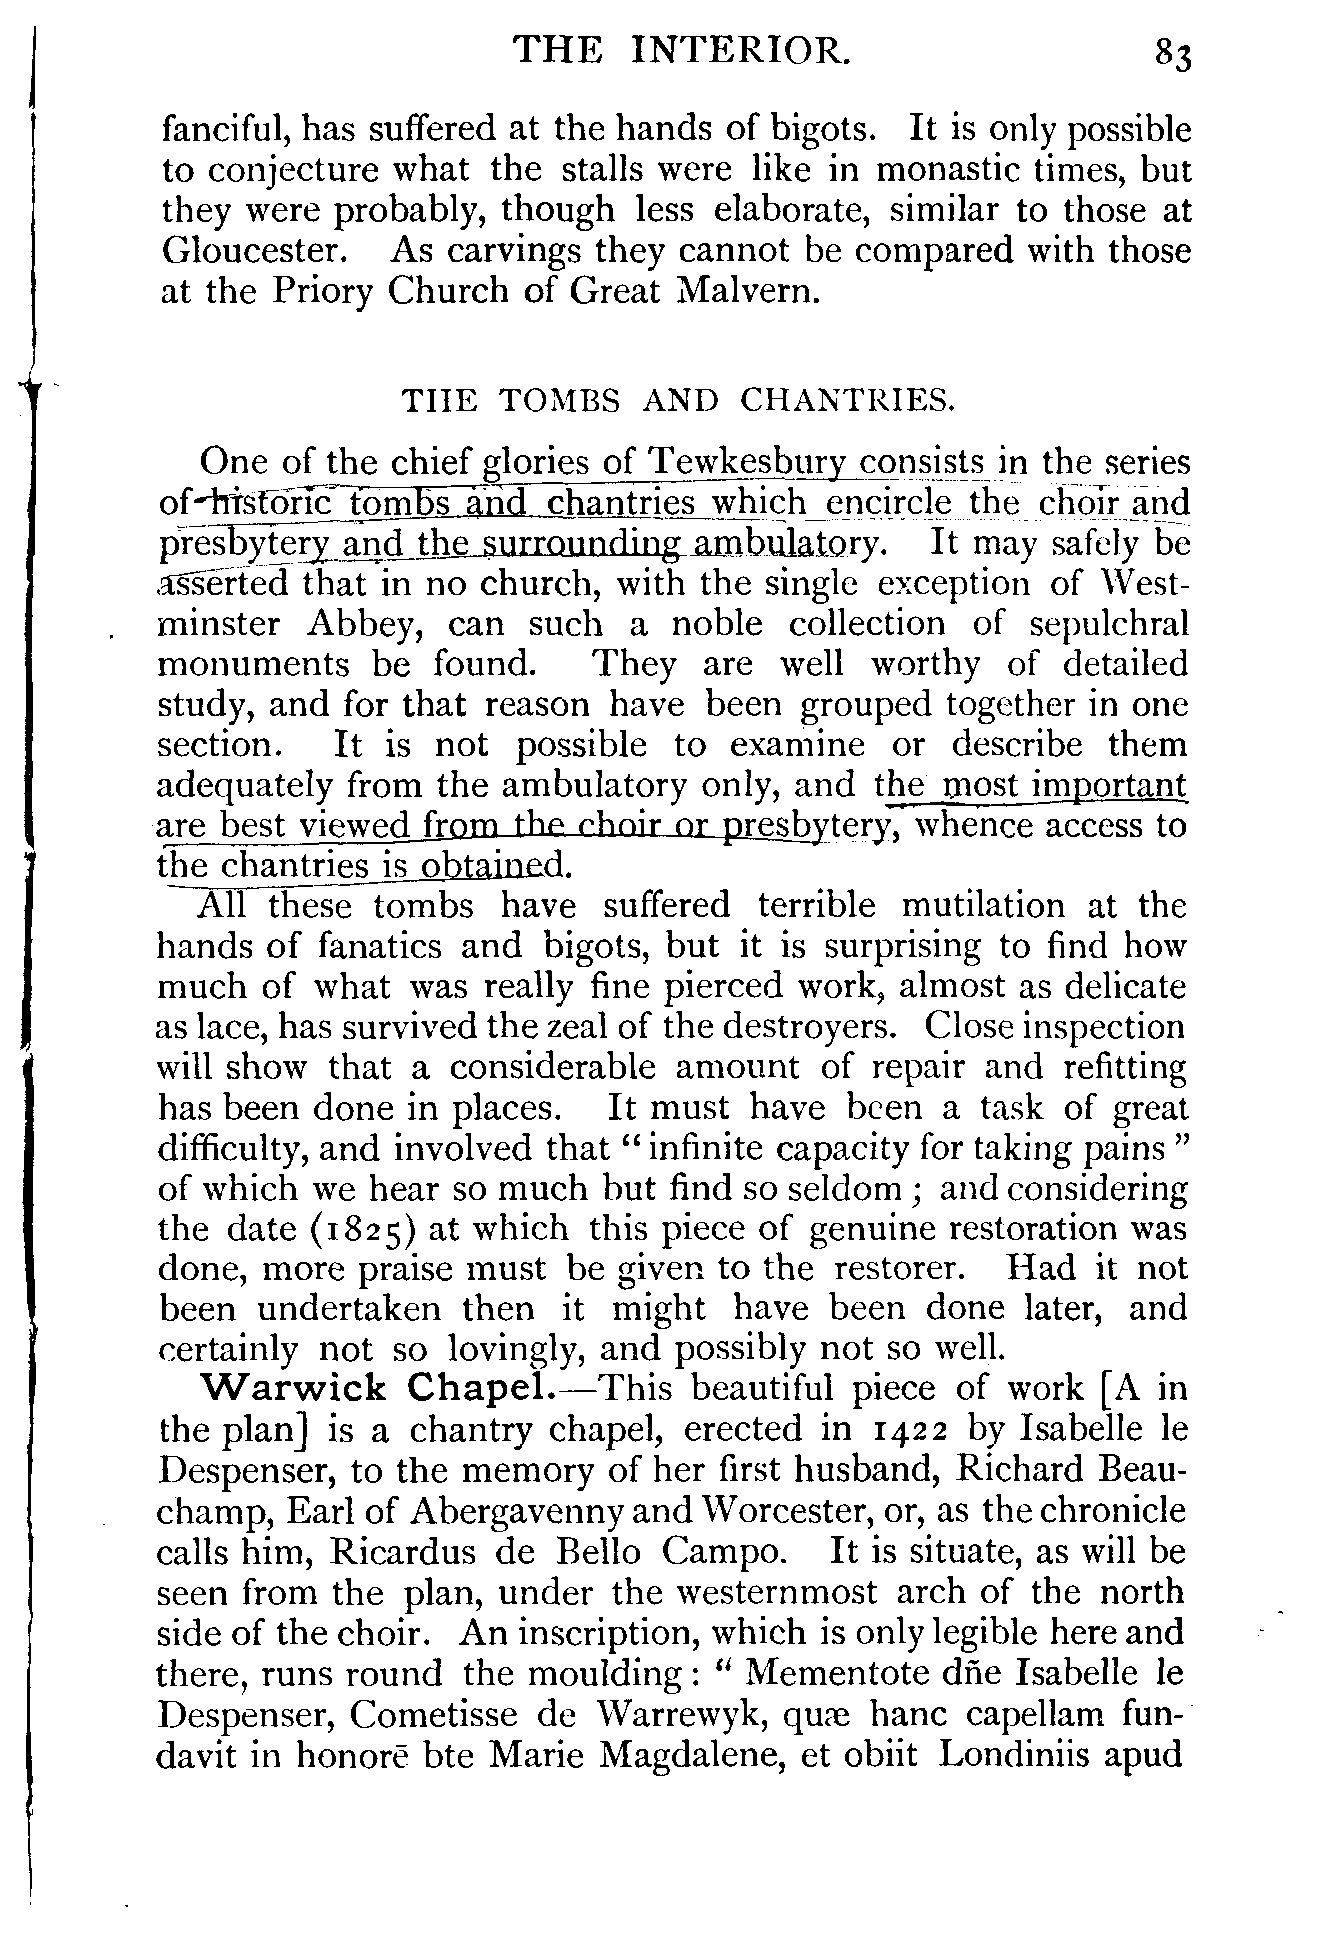 THE INTERIOR. 83
fanciful, has suffered at the hands of bigots. It is only possible
to conjecture what the stalls were like in monastic times, but
they were probably, though less elaborate, similar to those at
Gloucester. As carvings they cannot be compared with those
at the Priory Church of Great Malvern.
THE TOMBS AND CHANTRIES.
One of the chief glories of Tewkesbury consists in the series
of historic tombs and chantries which encircle the choir and
presbytery and the surrounding ambulatory. It may safely be
asserted that in no church, with the single exception of West-
minster Abbey, can such a noble collection of sepulchral
monuments be found. They are well worthy of detailed
study, and for that reason have been grouped together in one
section. It is not possible to examine or describe them
adequately from the ambulatory only, and the most important
are best viewed from the choir or presbytery, whence access to
the chantries is obtained.
All these tombs have suffered terrible mutilation at the
hands of fanatics and bigots, but it is surprising to find how
much of what was really fine pierced work, almost as delicate
as lace, has survived the zeal of the destroyers. Close inspection
will show that a considerable amount of repair and refitting
has been done in places. It must have been a task of great
difficulty, and involved that “ infinite capacity for taking pains ”
of which we hear so much but find so seldom ; and considering
the date (1825) at which this piece of genuine restoration was
done, more praise must be given to the restorer. Had it not
been undertaken then it might have been done later, and
certainly not so lovingly, and possibly not so well.
Warwick Chapel.—This beautiful piece of work [A in
the plan] is a chantry chapel, erected in 1422 by Isabelle le
Despenser, to the memory of her first husband, Richard Beau-
champ, Earl of Abergavenny and Worcester, or, as the chronicle
calls him, Ricardus de Bello Campo. It is situate, as will be
seen from the plan, under the westernmost arch of the north
side of the choir. An inscription, which is only legible here and
there, runs round the moulding : “ Mementote dñe Isabelle le
Despenser, Cometisse de Warrewyk, quæ hanc capellam fun-
davit in honorē bte Marie Magdalene, et obiit Londiniis apud